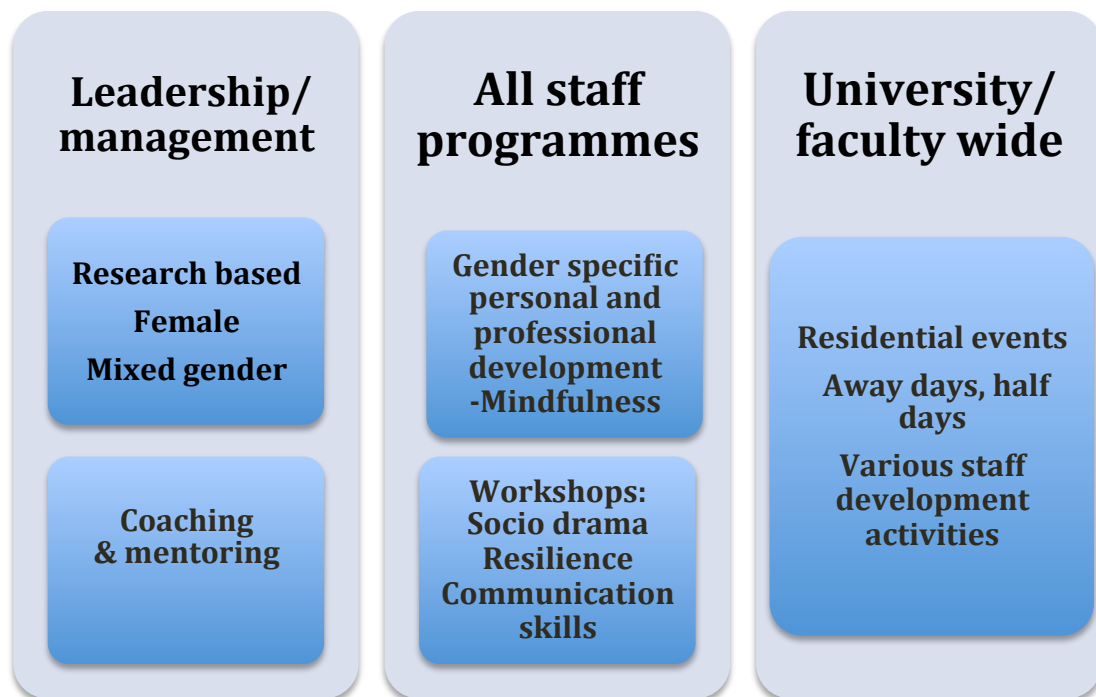 Leadership/
management
Research based
Female
Mixed gender
Coaching
& mentoring
All staff
programmes
Gender specific
personal and
professional
development
-Mindfulness
Workshops:
Socio drama
Resilience
Communication
skills
University/
faculty wide
Residential events
Away days, half
days
Various staff
development
activities